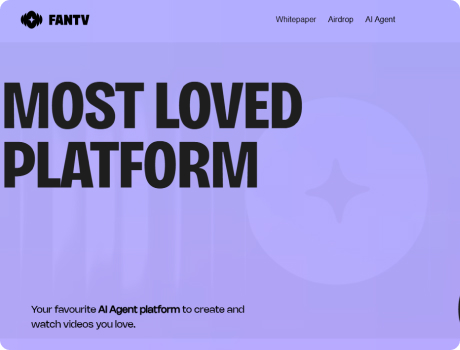 FANTV
Whitepaper Airdrop AI Agent
MOST LOVED
PLATFORM
Your favourite AI Agent platform to create and
watch videos you love.